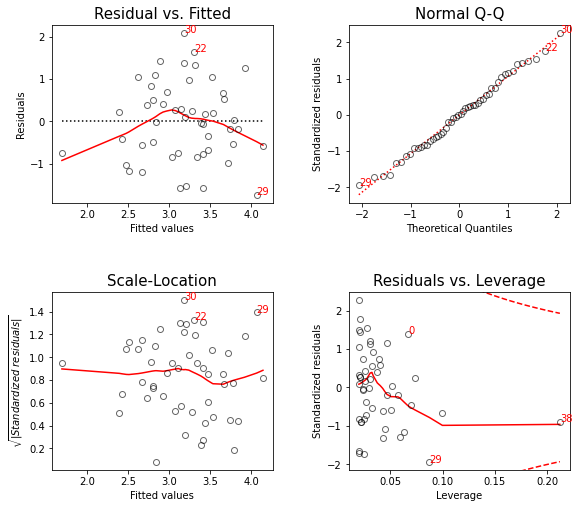 Residual vs. Fitted
Normal Q-Q
30
22
29
1
0
−1
2
Residuals
2.0 2.5 3.0 3.5 4.0
Fitted values
30
22
29
2
1
0
−1
−2
Standardized residuals
−2 −1 0 1 2
Theoretical Quantiles
Scale-Location
Residuals vs. Leverage
30
29
22
1.4
1.2
1.0
0.8
0.6
0.4
0.2
√|Standardized residuals|
2.0 2.5 3.0 3.5 4.0
Fitted values
0
38
29
2
1
0
−1
−2
Standardized residuals
0.05 0.10 0.15 0.20
Leverage